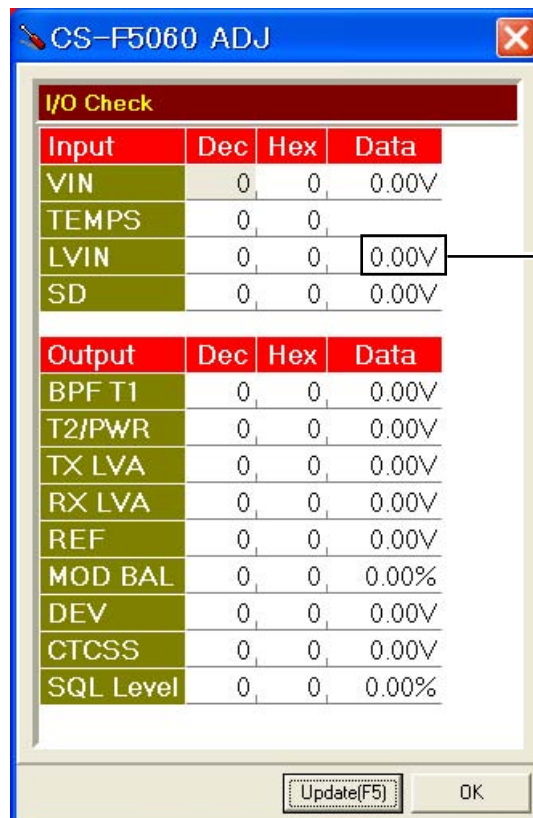 CS-F5060 ADJ
I/O Check
Input Dec Hex Data
VIN 0 0 0.00V
TEMPS 0 0
LVIN 0 0 0.00V
SD 0 0 0.00V
Output Dec Hex Data
BPF T1 0 0 0.00V
T2/PWR 0 0 0.00V
TX LVA 0 0 0.00V
RX LVA 0 0 0.00V
REF 0 0 0.00V
MOD BAL 0 0 0.00%
DEV 0 0 0.00V
CTCSS 0 0 0.00V
SQL Level 0 0 0.00%
Update(F5) OK